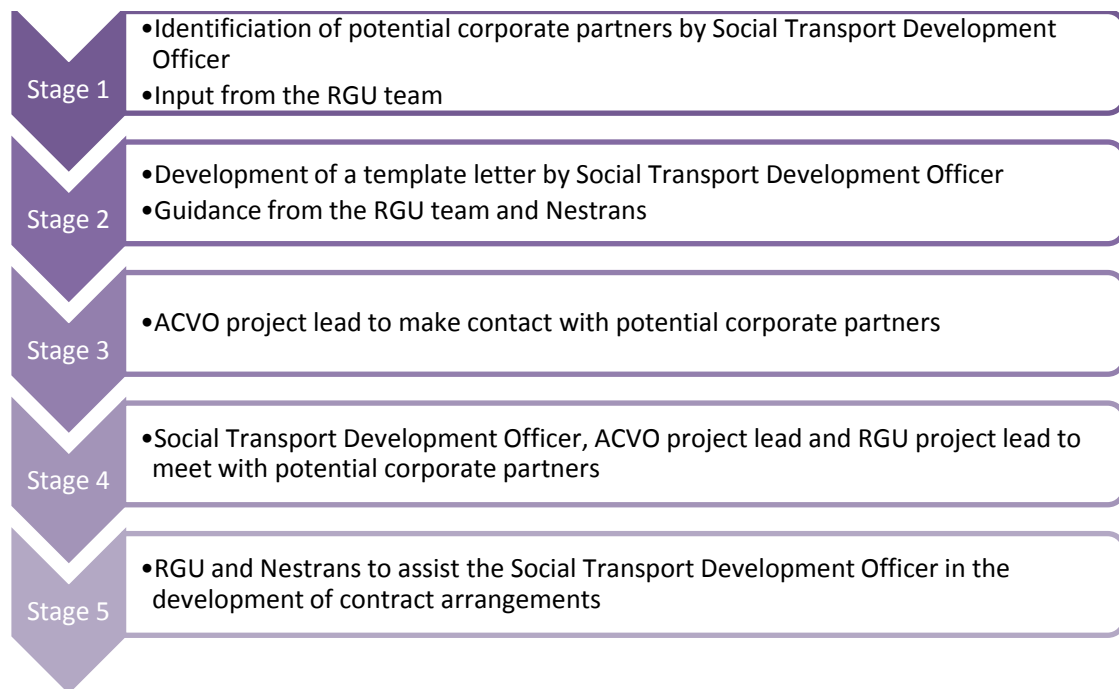 Stage 1
•Identificiation of potential corporate partners by Social Transport Development
Officer
•Input from the RGU team
Stage 2
•Development of a template letter by Social Transport Development Officer
•Guidance from the RGU team and Nestrans
Stage 3
•ACVO project lead to make contact with potential corporate partners
Stage 4
•Social Transport Development Officer, ACVO project lead and RGU project lead to
meet with potential corporate partners
Stage 5
•RGU and Nestrans to assist the Social Transport Development Officer in the
development of contract arrangements